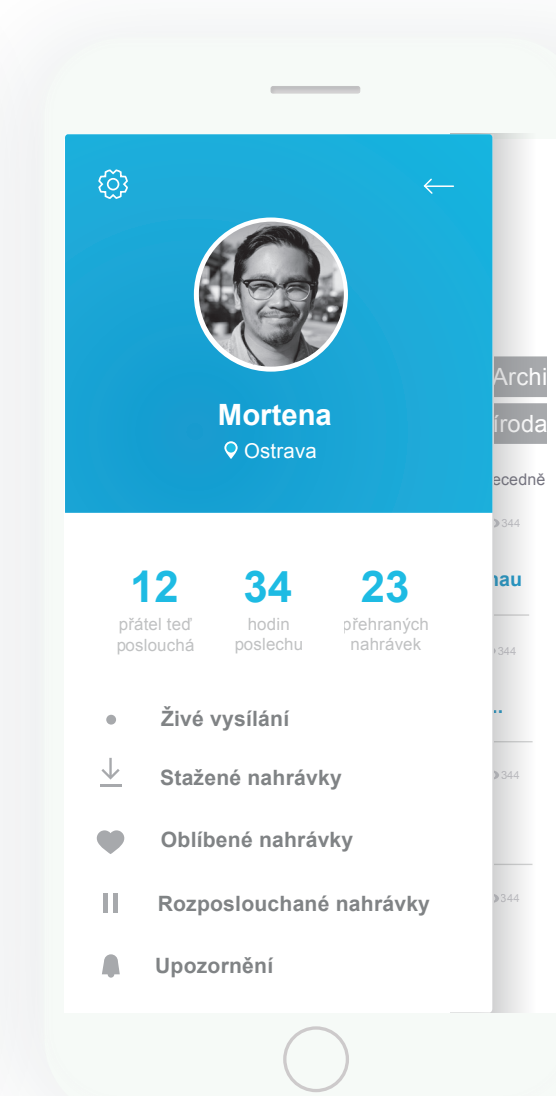 Mortena
Ostrava
12
přátel teď
poslouchá
34
hodin
poslechu
23
přehraných
nahrávek
Živé vysílání
Stažené nahrávky
Oblíbené nahrávky
Rozposlouchané nahrávky
Upozornění
Archi
íroda
ecedně
344
nau
344
..
344
344